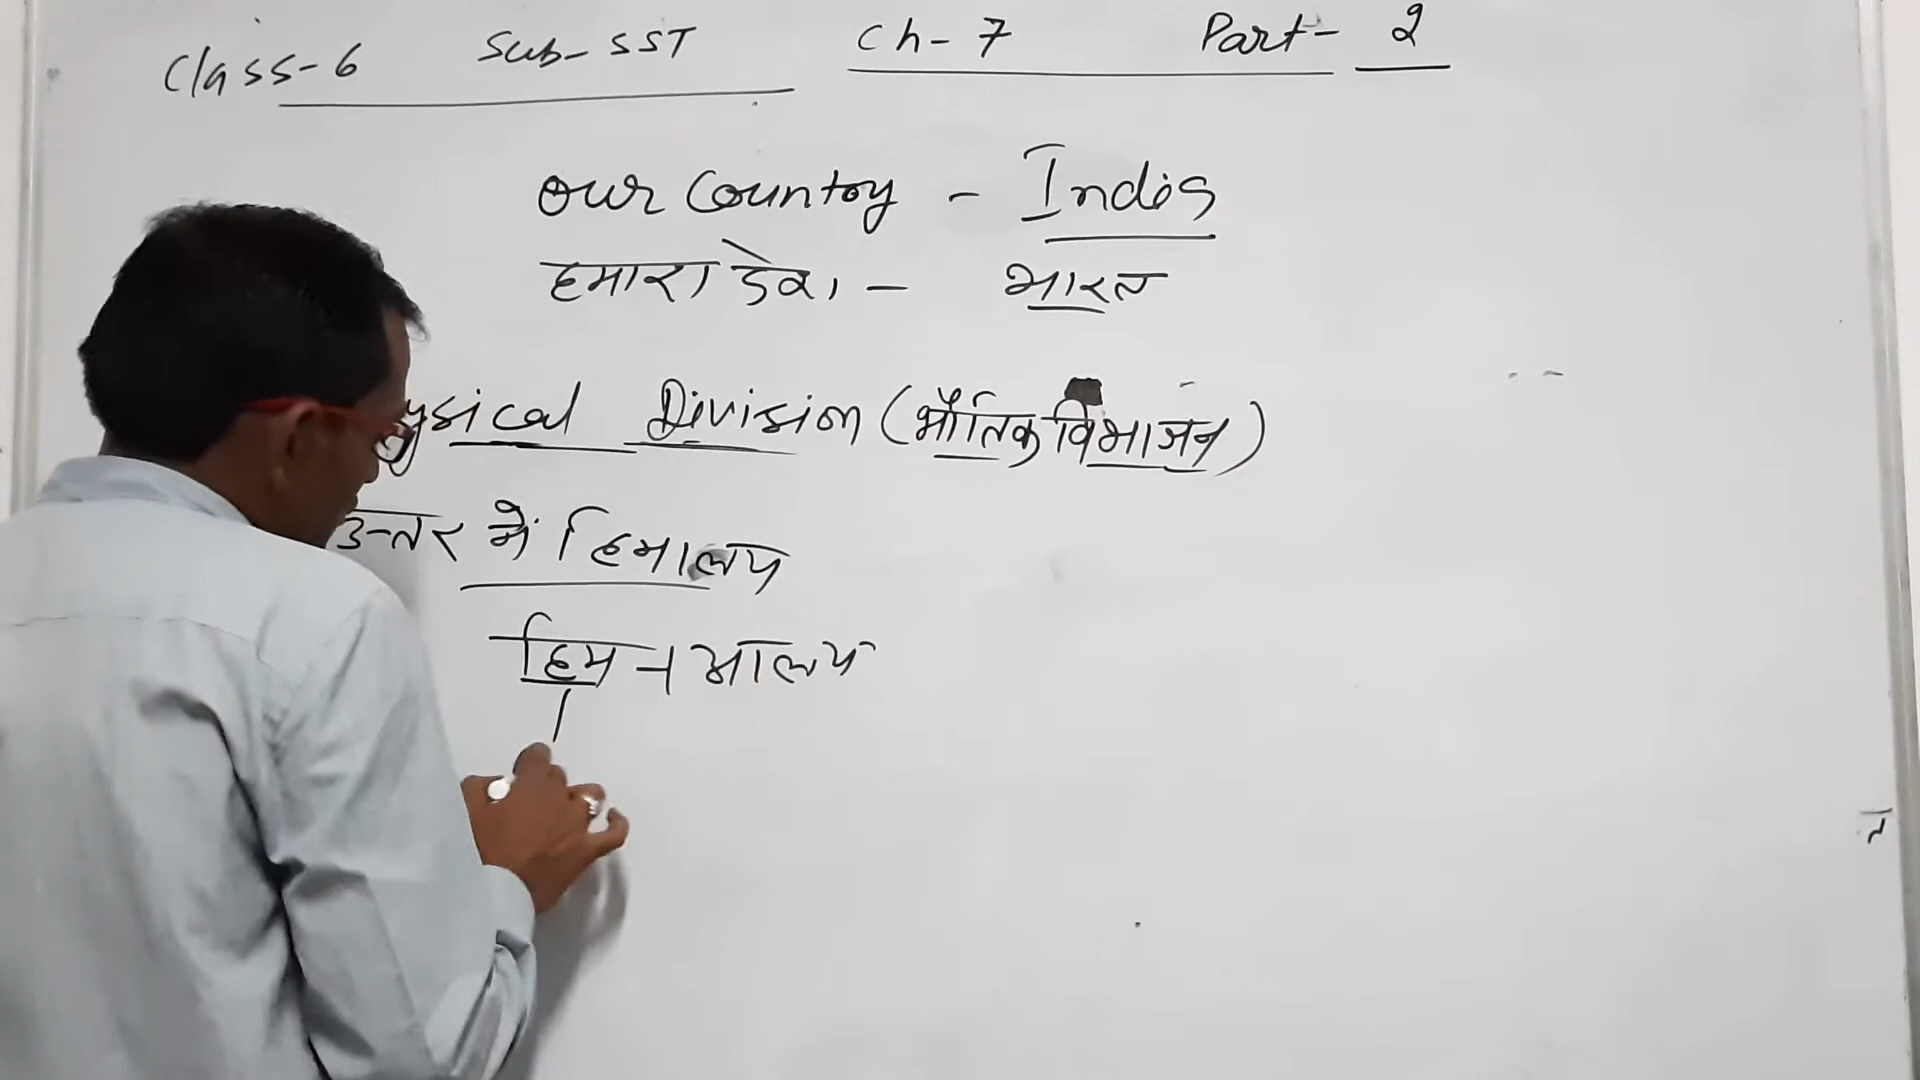 Class-6 Sub-SST Ch-7 Part-2
Our Country - India
हमारा देश - भारत
ysical Division (भौतिक विभाजन)
उत्तर में हिमालय
हिम + आलय
त